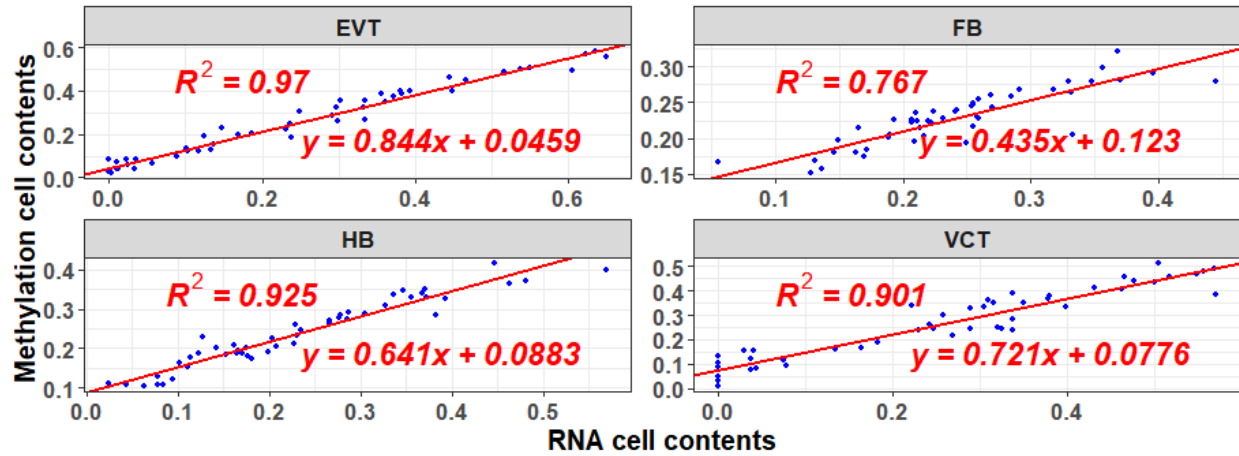 EVT
FB
R² = 0.97
y = 0.844x + 0.0459
R² = 0.767
y = 0.435x + 0.123
0.6
0.4
0.2
0.0
0.0 0.2 0.4 0.6
0.30
0.25
0.20
0.15
0.1 0.2 0.3 0.4
HB
VCT
R² = 0.925
y = 0.641x + 0.0883
R² = 0.901
y = 0.721x + 0.0776
0.4
0.3
0.2
0.1
0.0 0.1 0.2 0.3 0.4 0.5
0.5
0.4
0.3
0.2
0.1
0.0
0.0 0.2 0.4
Methylation cell contents
RNA cell contents